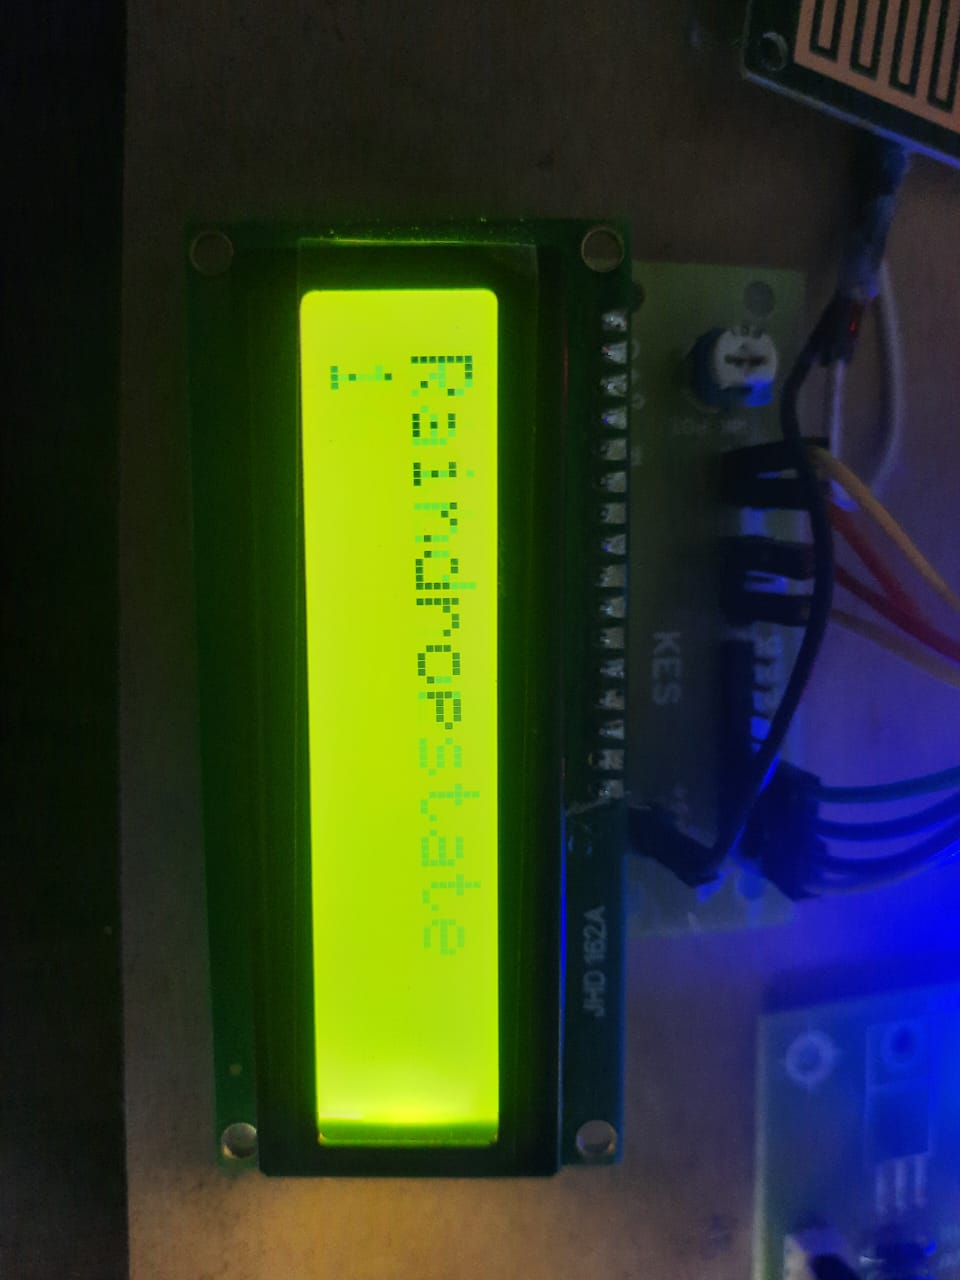 Raindropstate
1
KES
JHD 162A